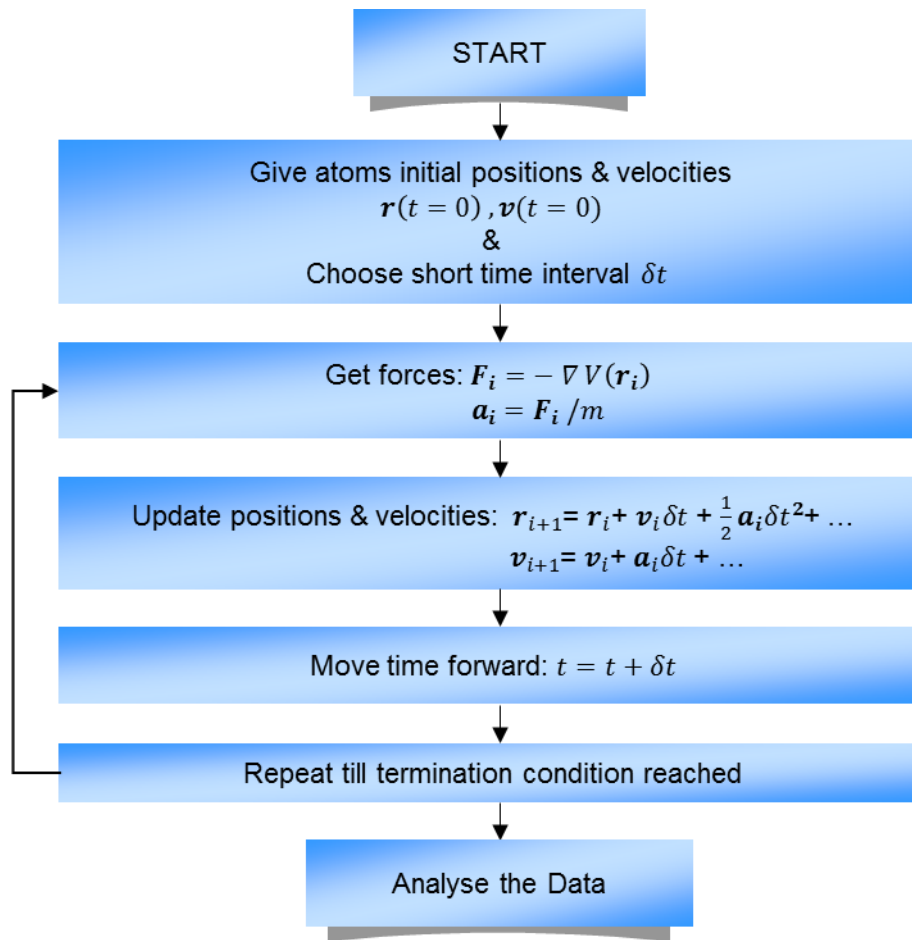 START
Give atoms initial positions & velocities
𝒓(𝑡 = 0) , 𝒗(𝑡 = 0)
&
Choose short time interval 𝛿𝑡
Get forces: 𝑭𝒊 = − ∇ 𝑉(𝒓𝒊)
𝒂𝒊 = 𝑭𝒊 /𝑚
Update positions & velocities: 𝒓𝑖+1= 𝒓𝑖+ 𝒗𝑖𝛿𝑡 + ½ 𝒂𝒊𝛿𝑡²+ …
𝒗𝑖+1= 𝒗𝑖+ 𝒂𝑖𝛿𝑡 + …
Move time forward: 𝑡 = 𝑡 + 𝛿𝑡
Repeat till termination condition reached
Analyse the Data